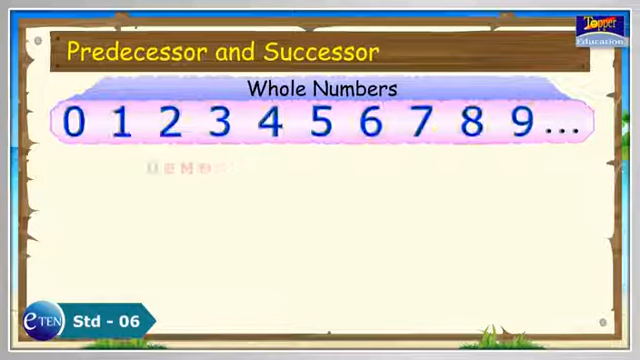 Topper
Education
Predecessor and Successor
Whole Numbers
0 1 2 3 4 5 6 7 8 9...
eTEN
Std - 06